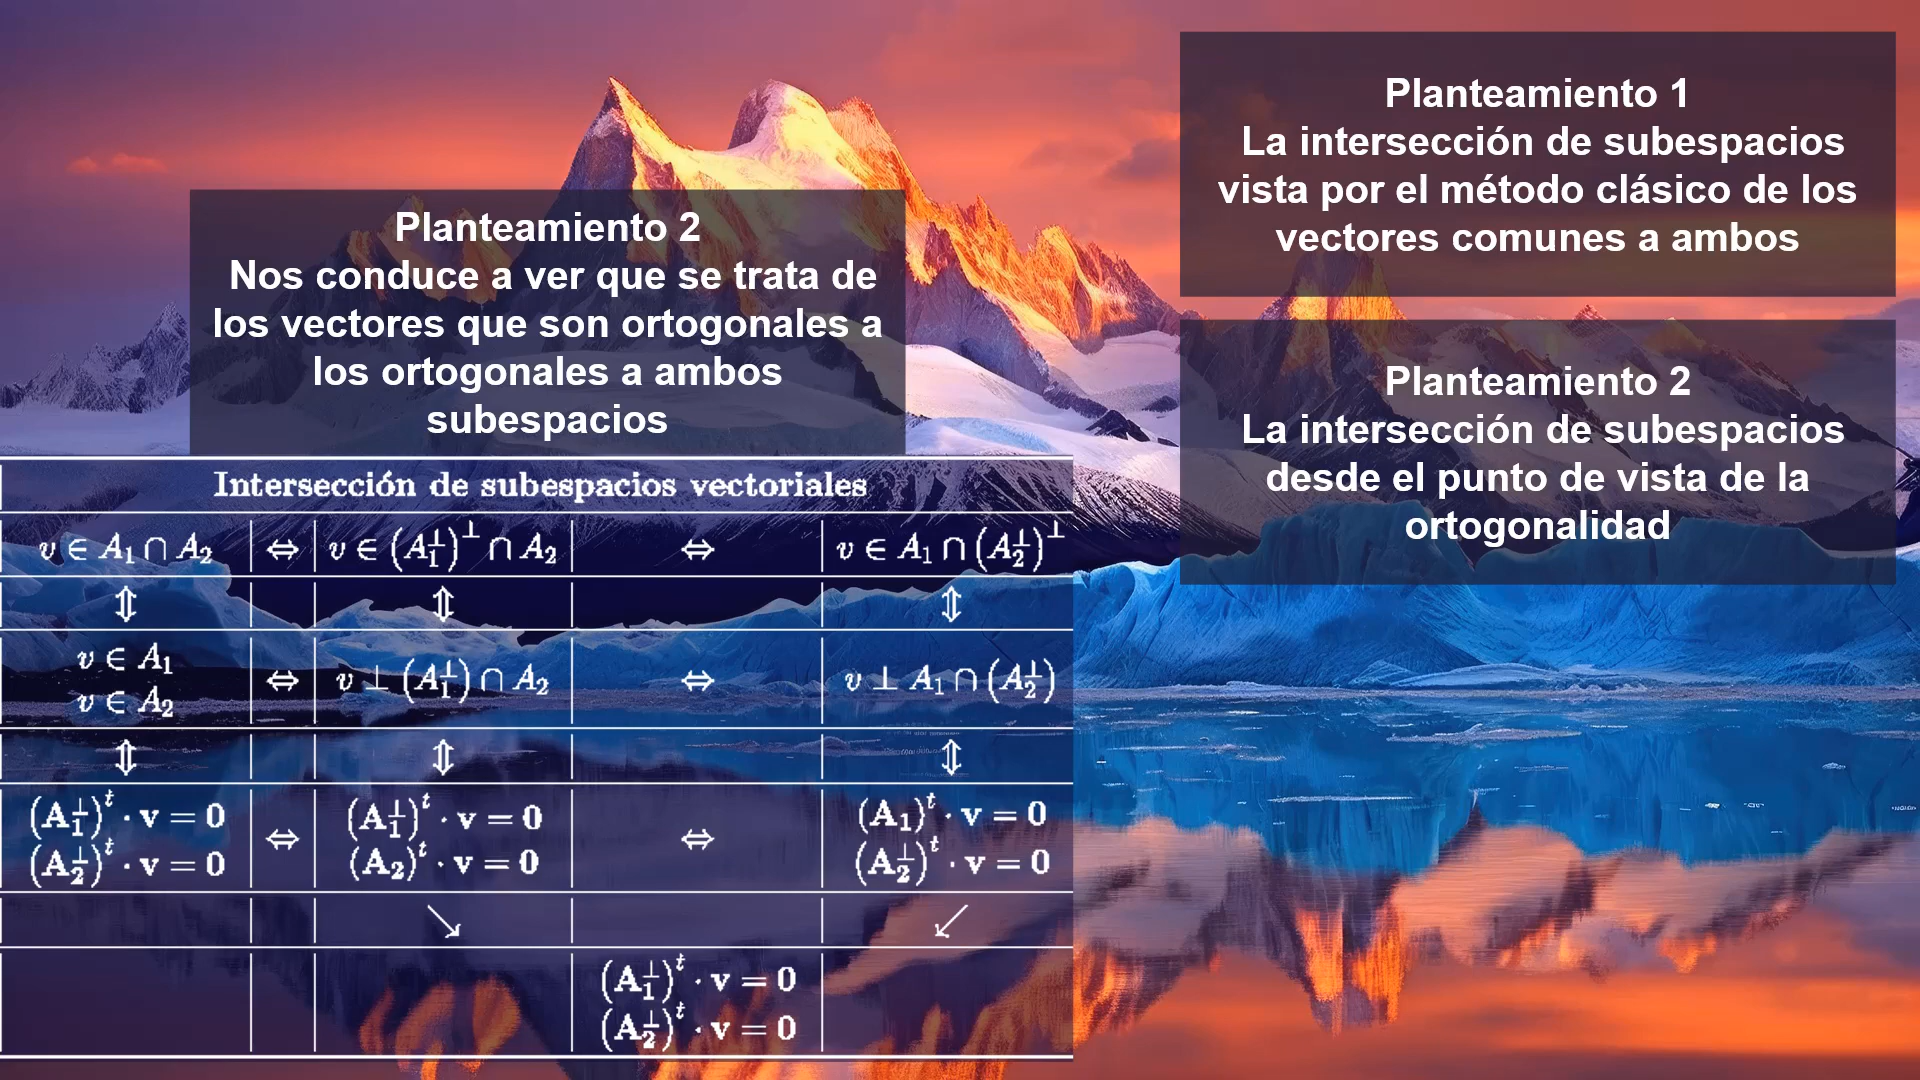 Planteamiento 1
La intersección de subespacios
vista por el método clásico de los
vectores comunes a ambos
Planteamiento 2
La intersección de subespacios
desde el punto de vista de la
ortogonalidad
Planteamiento 2
Nos conduce a ver que se trata de
los vectores que son ortogonales a
los ortogonales a ambos
subespacios
Intersección de subespacios vectoriales
v ∈ A₁ ∩ A₂ ⇔ v ∈ (A₁^⊥)^⊥ ∩ A₂ ⇔ v ∈ A₁ ∩ (A₂^⊥)^⊥
⇕ ⇕ ⇕
v ∈ A₁
v ∈ A₂ ⇔ v ⊥ (A₁^⊥) ∩ A₂ ⇔ v ⊥ A₁ ∩ (A₂^⊥)
⇕ ⇕ ⇕
(A₁^⊥)^t · v = 0 ⇔ (A₁^⊥)^t · v = 0 ⇔ (A₁)^t · v = 0
(A₂^⊥)^t · v = 0 (A₂)^t · v = 0 (A₂^⊥)^t · v = 0
↘ ↙
(A₁^⊥)^t · v = 0
(A₂^⊥)^t · v = 0